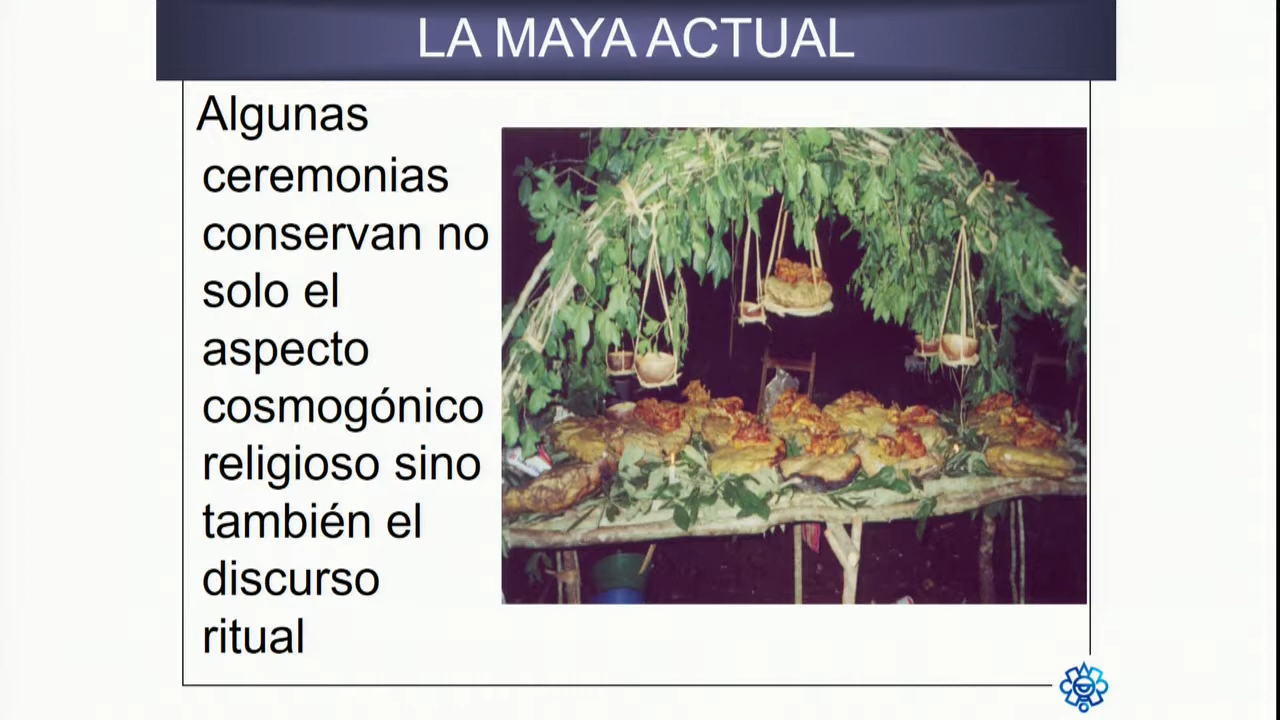 LA MAYA ACTUAL
Algunas
ceremonias
conservan no
solo el
aspecto
cosmogónico
religioso sino
también el
discurso
ritual